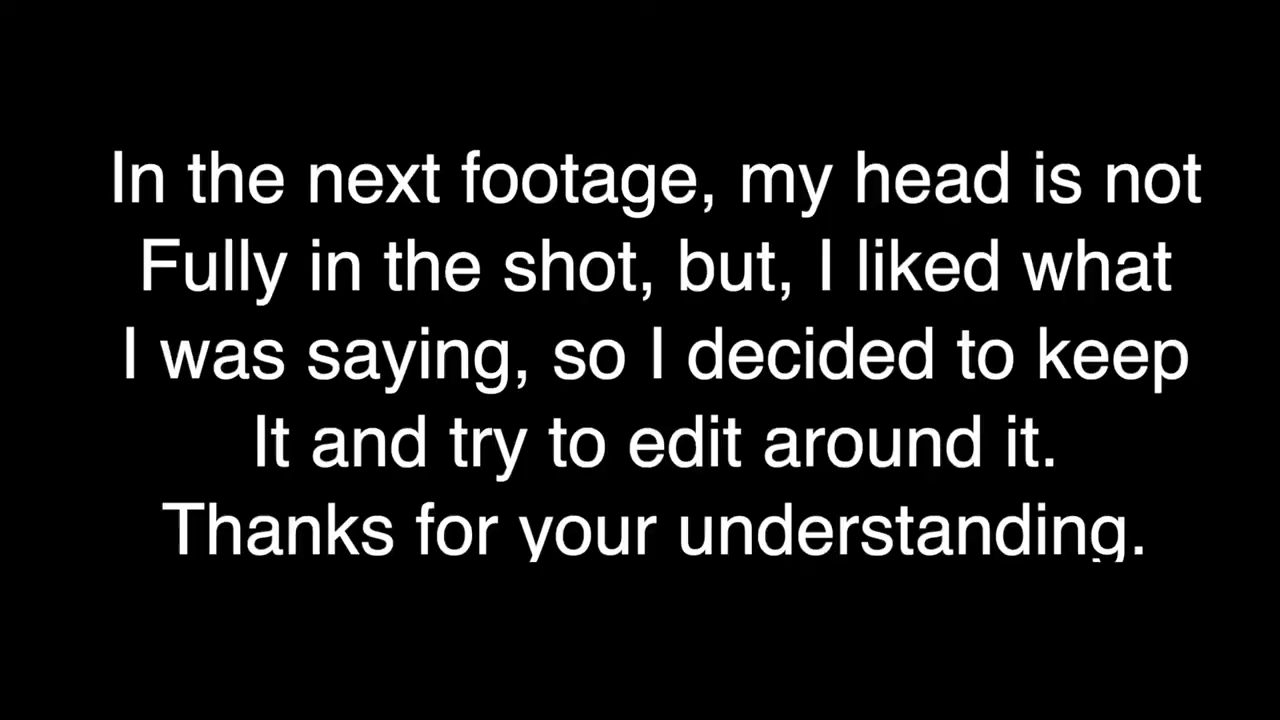 In the next footage, my head is not
Fully in the shot, but, I liked what
I was saying, so I decided to keep
It and try to edit around it.
Thanks for your understanding.